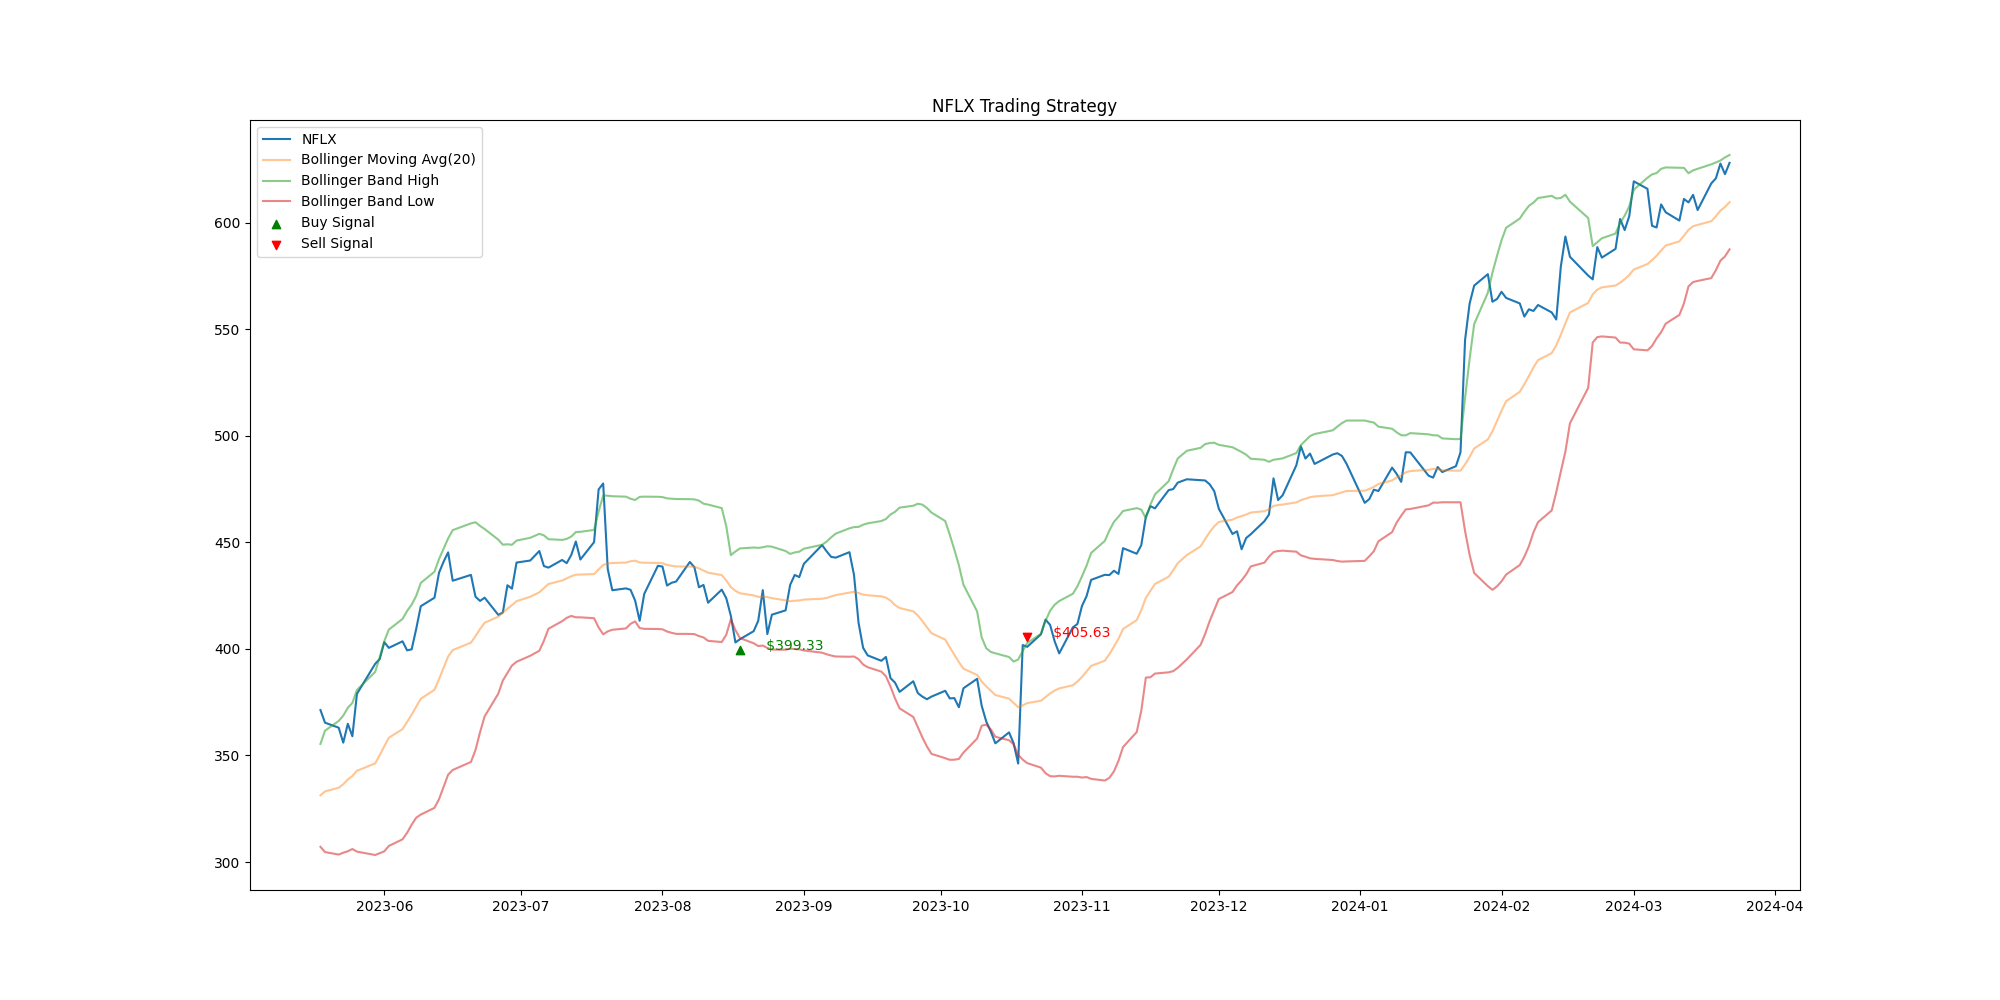 NFLX Trading Strategy
NFLX
Bollinger Moving Avg(20)
Bollinger Band High
Bollinger Band Low
Buy Signal
Sell Signal
600
550
500
450
400
350
300
$399.33
$405.63
2023-06 2023-07 2023-08 2023-09 2023-10 2023-11 2023-12 2024-01 2024-02 2024-03 2024-04